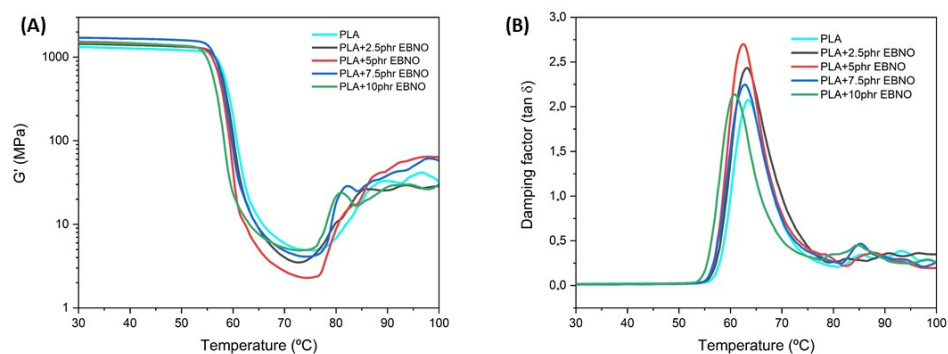 (A)
PLA
PLA+2.5phr EBNO
PLA+5phr EBNO
PLA+7.5phr EBNO
PLA+10phr EBNO
1000
100
10
1
G' (MPa)
30 40 50 60 70 80 90 100
Temperature (ºC)
(B)
PLA
PLA+2.5phr EBNO
PLA+5phr EBNO
PLA+7.5phr EBNO
PLA+10phr EBNO
2.5
2.0
1.5
1.0
0.5
0,0
Damping factor (tan δ)
30 40 50 60 70 80 90 100
Temperature (ºC)